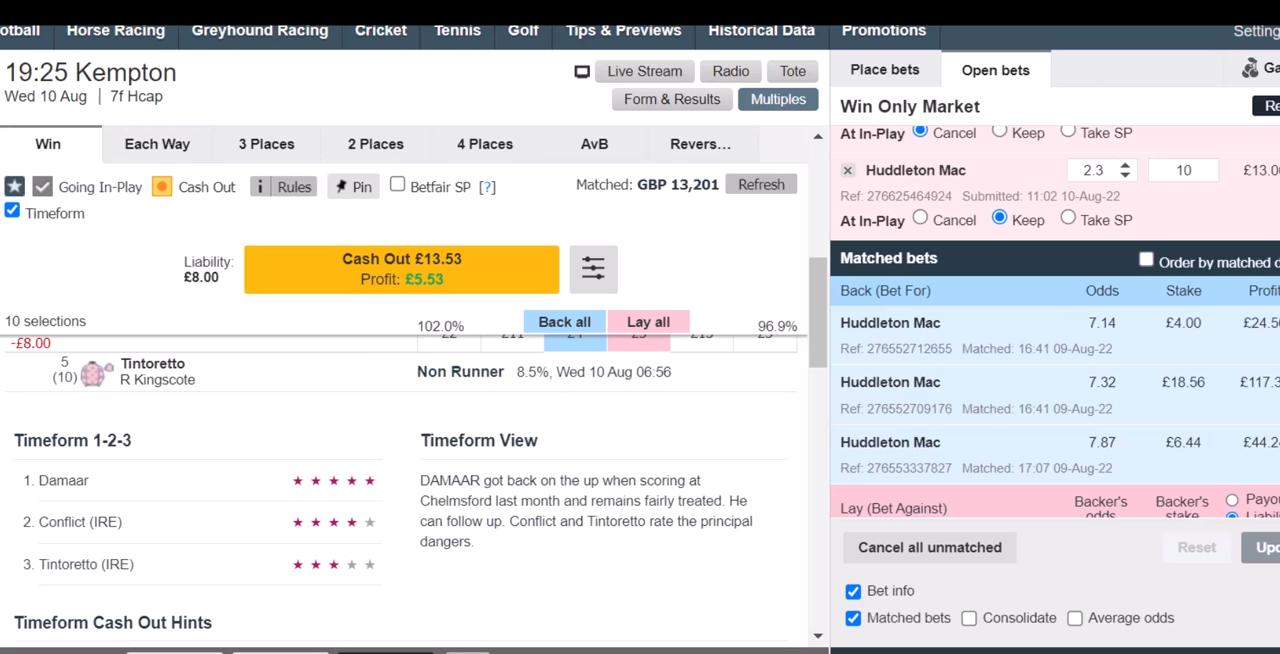 otball Horse Racing Greyhound Racing Cricket Tennis Golf Tips & Previews Historical Data Promotions Setting
19:25 Kempton
Wed 10 Aug | 7f Hcap
Live Stream Radio Tote
Form & Results Multiples
Win Each Way 3 Places 2 Places 4 Places AvB Revers…
Going In-Play Cash Out i Rules Pin Betfair SP [?] Matched: GBP 13,201 Refresh
Timeform
Liability:
£8.00
Cash Out £13.53
Profit: £5.53
10 selections 102.0% Back all Lay all 96.9%
-£8.00
5
(10)
Tintoretto
R Kingscote
Non Runner 8.5%, Wed 10 Aug 06:56
Timeform 1-2-3
1. Damaar
2. Conflict (IRE)
3. Tintoretto (IRE)
Timeform View
DAMAAR got back on the up when scoring at
Chelmsford last month and remains fairly treated. He
can follow up. Conflict and Tintoretto rate the principal
dangers.
Timeform Cash Out Hints
Place bets Open bets Ga
Win Only Market Re
At In-Play Cancel Keep Take SP
Huddleton Mac 2.3 10 £13.00
Ref: 276625464924 Submitted: 11:02 10-Aug-22
At In-Play Cancel Keep Take SP
Matched bets Order by matched d
Back (Bet For) Odds Stake Profit
Huddleton Mac 7.14 £4.00 £24.56
Ref: 276552712655 Matched: 16:41 09-Aug-22
Huddleton Mac 7.32 £18.56 £117.3
Ref: 276552709176 Matched: 16:41 09-Aug-22
Huddleton Mac 7.87 £6.44 £44.24
Ref: 276553337827 Matched: 17:07 09-Aug-22
Lay (Bet Against) Backer's odds Backer's stake Payou
Liabili
Cancel all unmatched Reset Upd
Bet info
Matched bets Consolidate Average odds